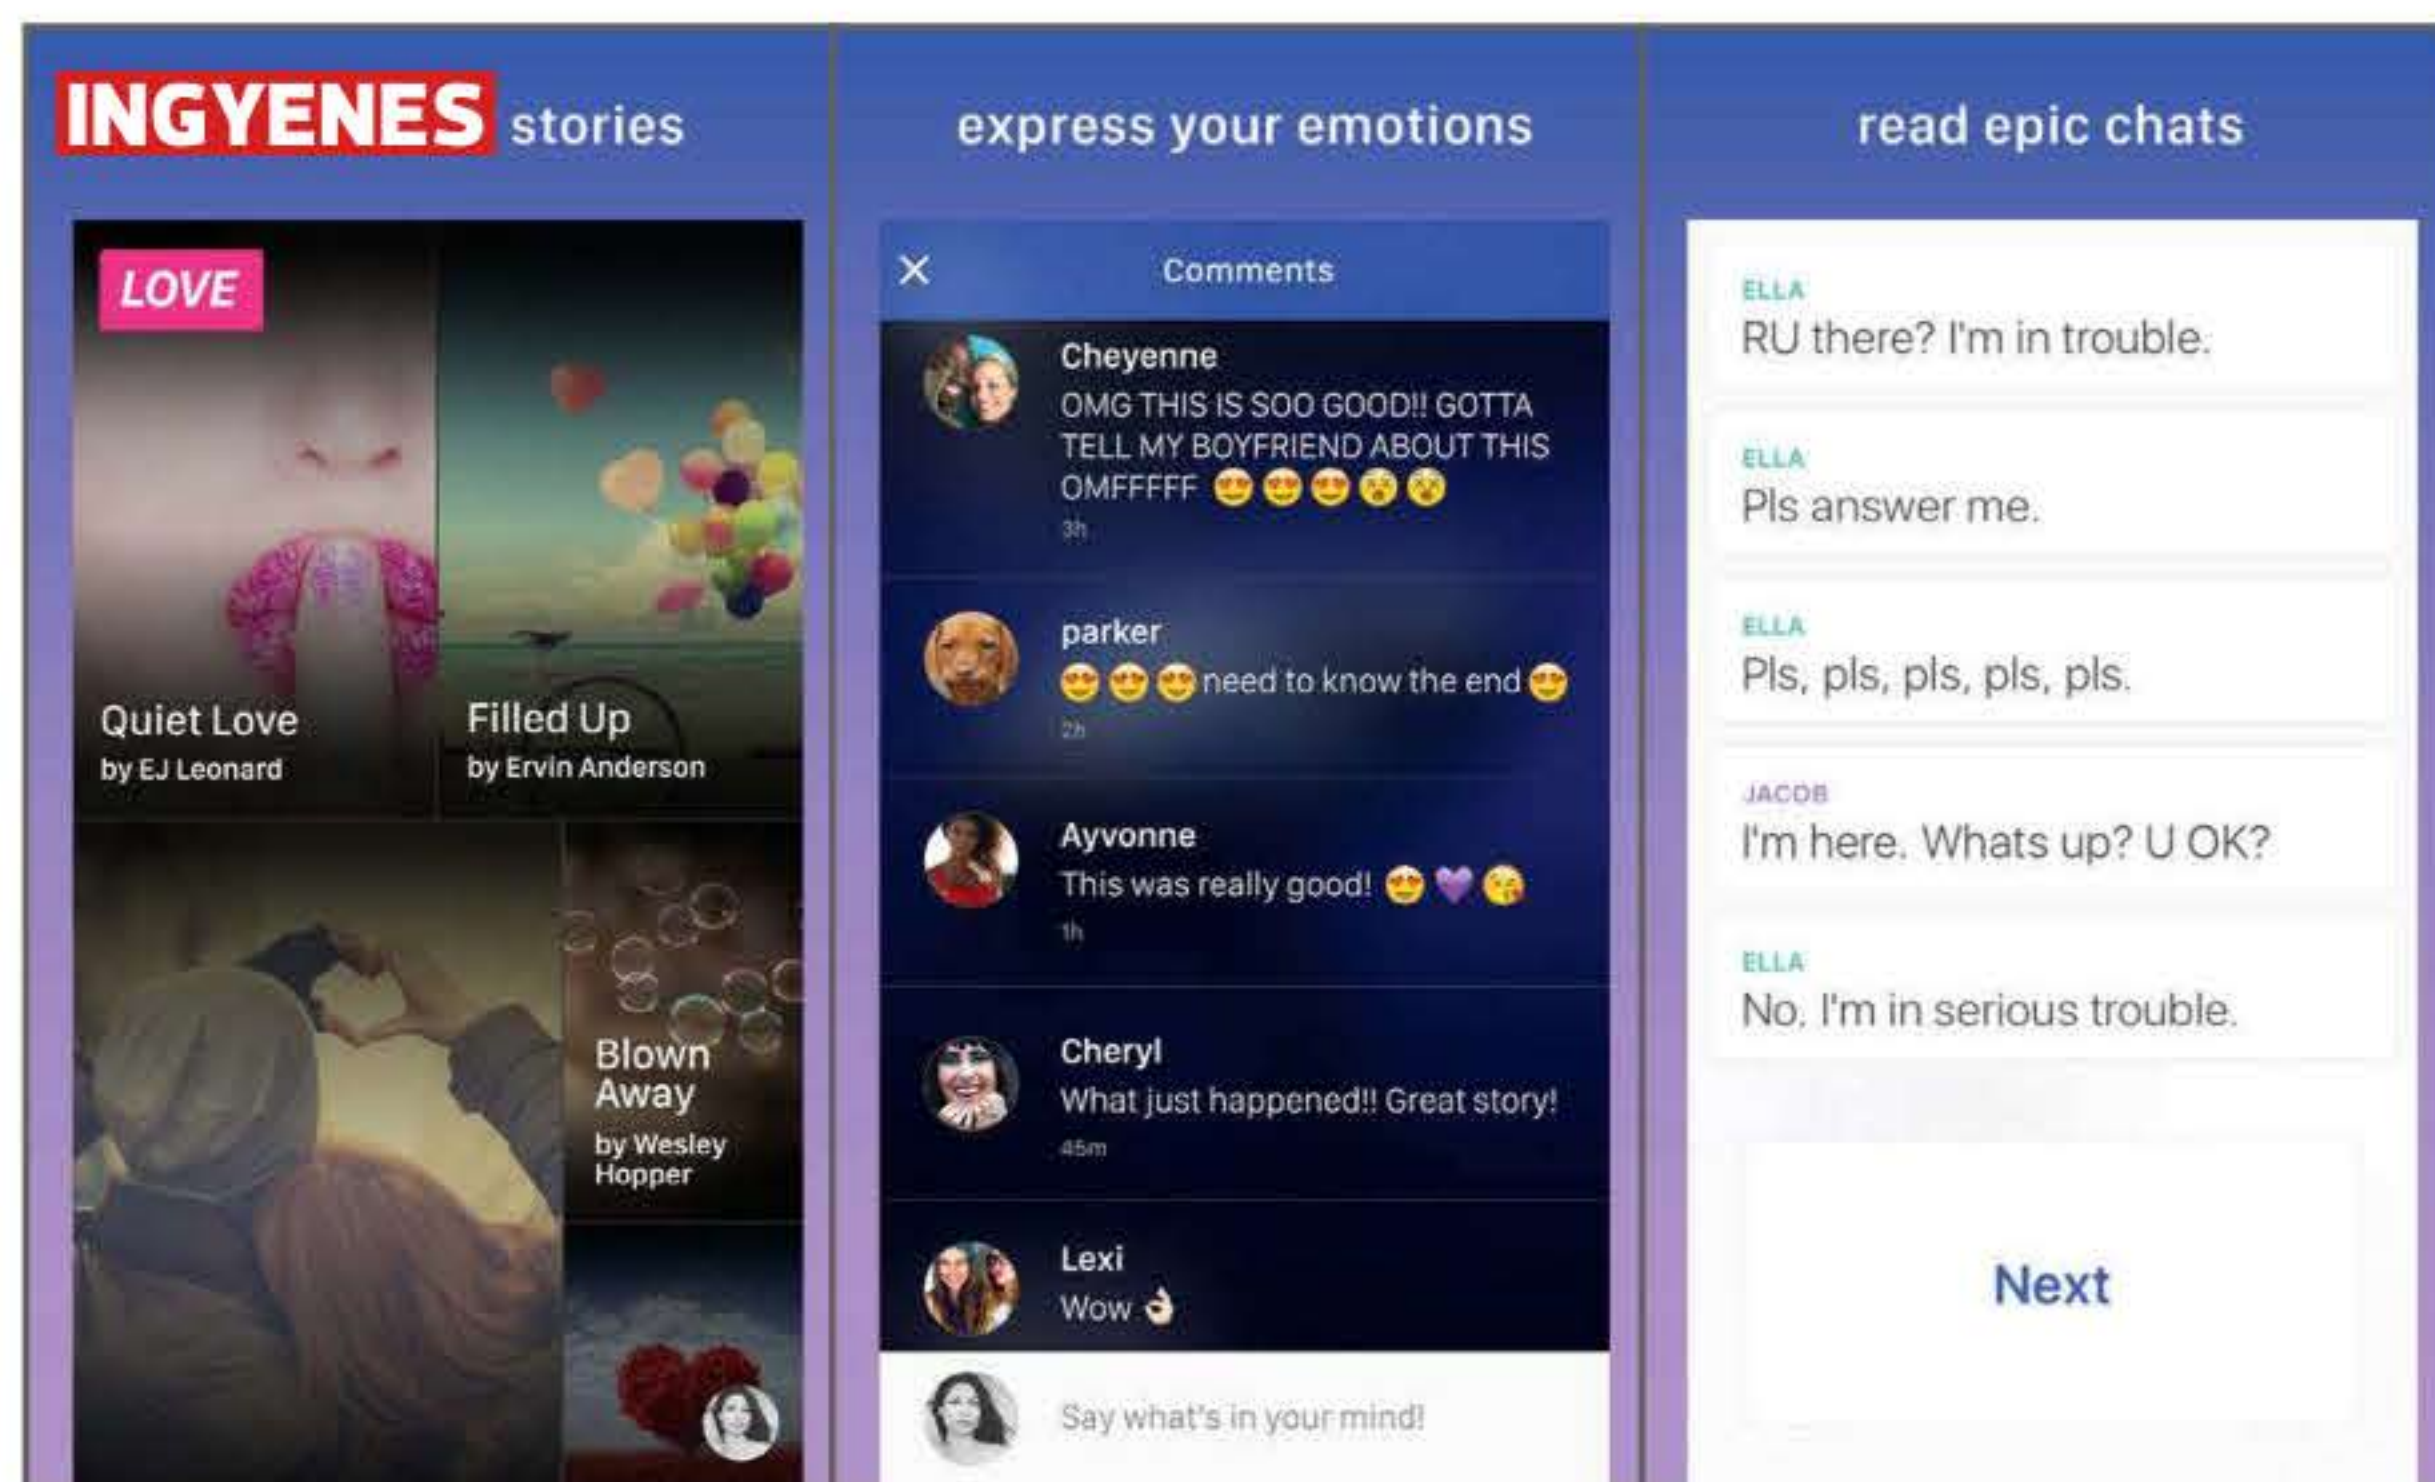 INGYENES stories
LOVE
Quiet Love
by EJ Leonard
Filled Up
by Ervin Anderson
Blown
Away
by Wesley
Hopper
express your emotions
Comments
Cheyenne
OMG THIS IS SOO GOOD!! GOTTA
TELL MY BOYFRIEND ABOUT THIS
OMFFFFF 😍 😍 😍 😵 😵
3h
parker
😍 😍 😍 need to know the end 😍
2h
Ayvonne
This was really good! 😍 💜 😘
1h
Cheryl
What just happened!! Great story!
45m
Lexi
Wow 👌🏻
Say what's in your mind!
read epic chats
ELLA
RU there? I'm in trouble.
ELLA
Pls answer me.
ELLA
Pls, pls, pls, pls, pls.
JACOB
I'm here. Whats up? U OK?
ELLA
No. I'm in serious trouble.
Next